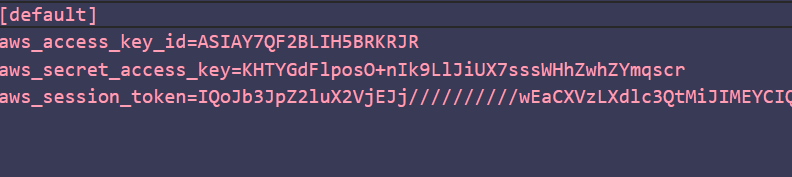 [default]
aws_access_key_id=ASIAY7QF2BLIH5BRKRJR
aws_secret_access_key=KHTYGdFlposO+nIk9LlJiUX7sssWHhZwhZYmqscr
aws_session_token=IQoJb3JpZ2luX2VjEJj//////////wEaCXVzLXdlc3QtMiJIMEYCIQ